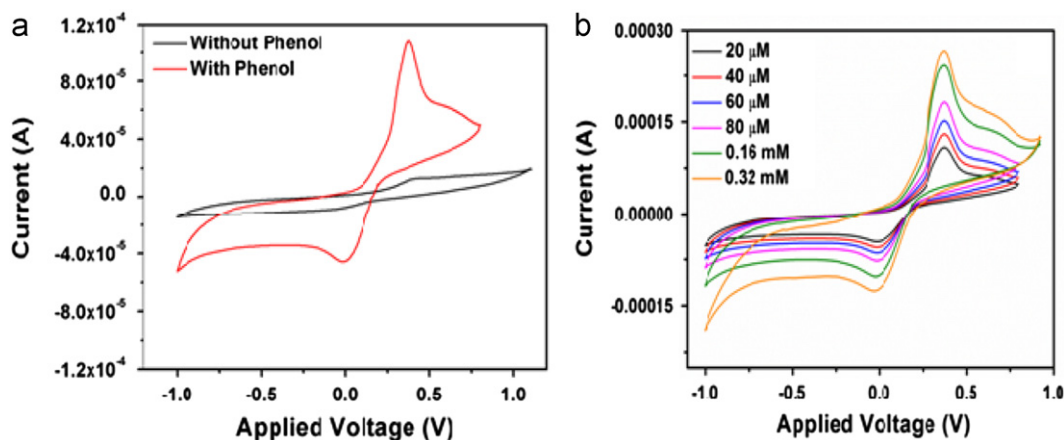 a
1.2x10⁻⁴
8.0x10⁻⁵
4.0x10⁻⁵
0.0
-4.0x10⁻⁵
-8.0x10⁻⁵
-1.2x10⁻⁴
Current (A)
Without Phenol
With Phenol
-1.0 -0.5 0.0 0.5 1.0
Applied Voltage (V)
b
0.00030
0.00015
0.00000
-0.00015
Current (A)
20 μM
40 μM
60 μM
80 μM
0.16 mM
0.32 mM
-1.0 -0.5 0.0 0.5 1.0
Applied Voltage (V)